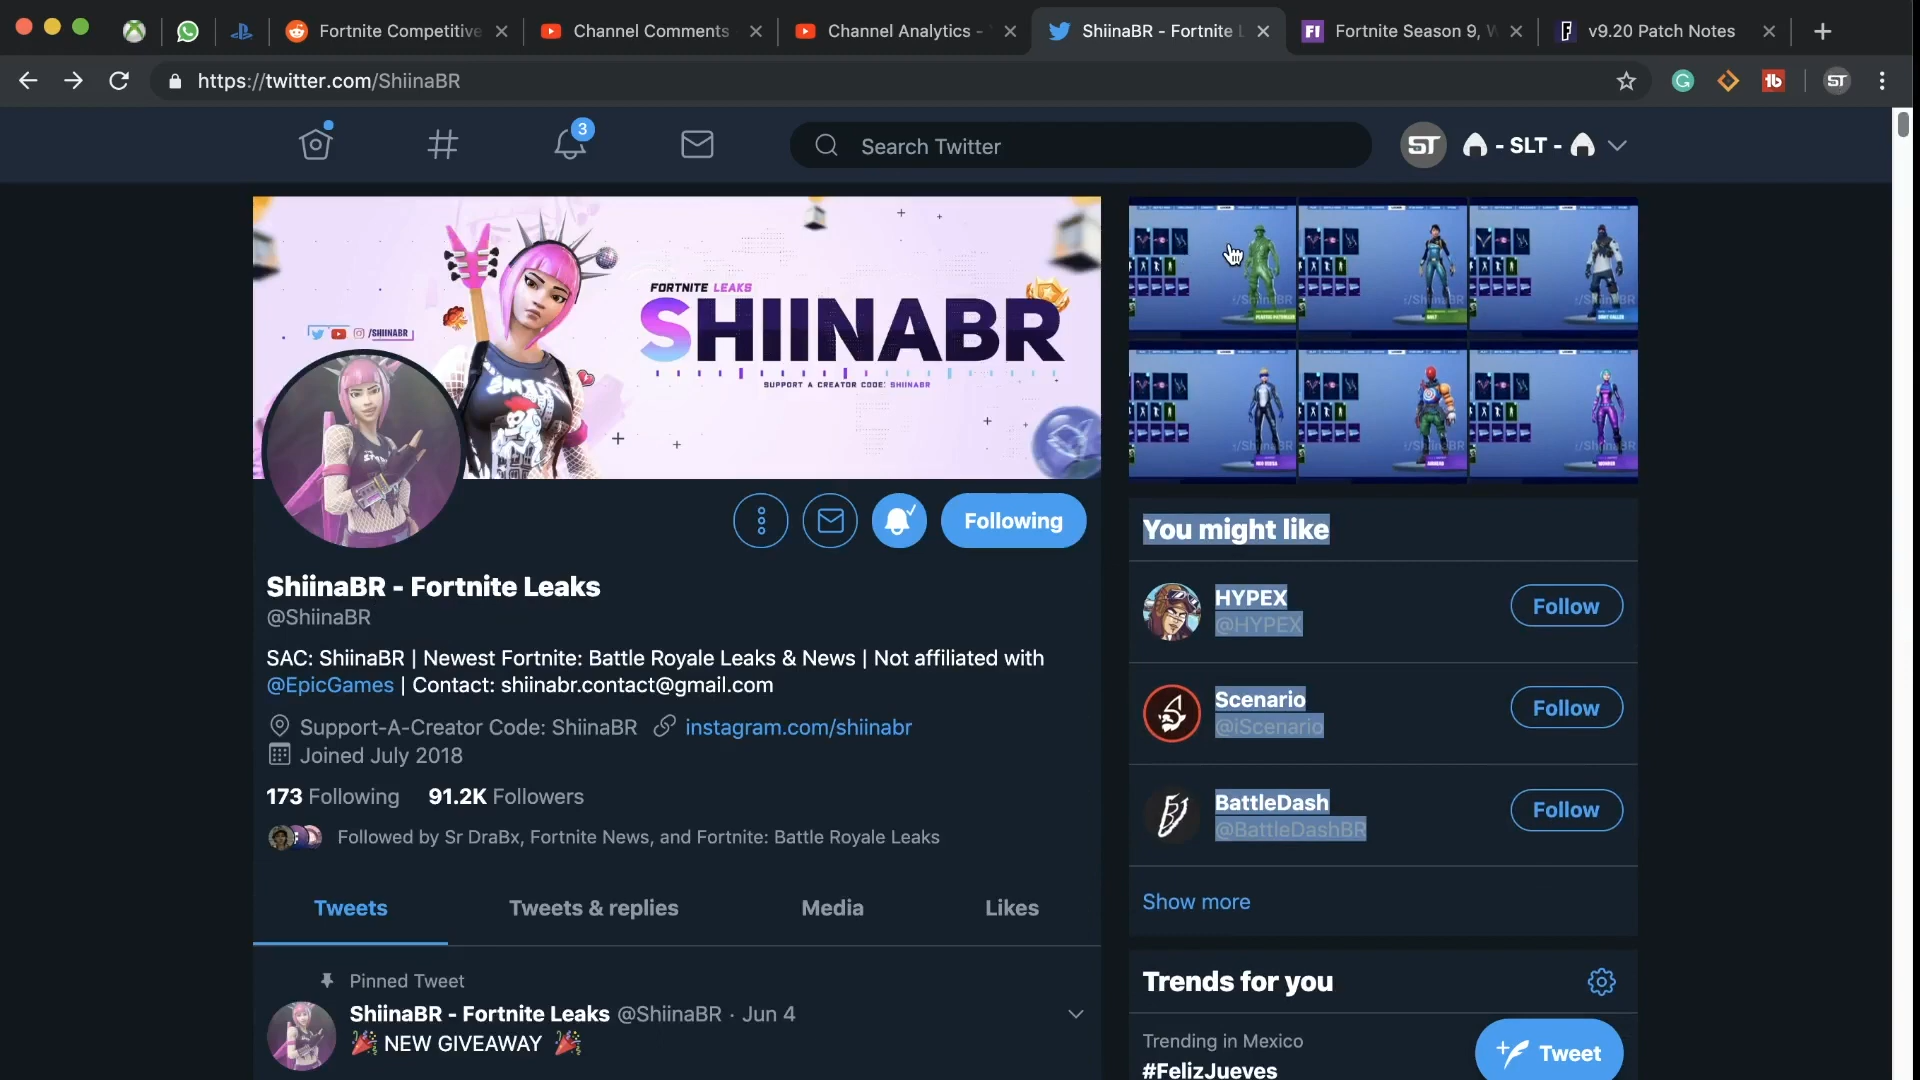 Fortnite Competitive
Channel Comments
Channel Analytics -
ShiinaBR - Fortnite L
Fortnite Season 9, W
v9.20 Patch Notes
https://twitter.com/ShiinaBR
3
Search Twitter
ST
- SLT -
FORTNITE LEAKS
SHIINABR
/SHIINABR
SUPPORT A CREATOR CODE: SHIINABR
Following
ShiinaBR - Fortnite Leaks
@ShiinaBR
SAC: ShiinaBR | Newest Fortnite: Battle Royale Leaks & News | Not affiliated with
@EpicGames | Contact: shiinabr.contact@gmail.com
Support-A-Creator Code: ShiinaBR instagram.com/shiinabr
Joined July 2018
173 Following 91.2K Followers
Followed by Sr DraBx, Fortnite News, and Fortnite: Battle Royale Leaks
Tweets
Tweets & replies
Media
Likes
Pinned Tweet
ShiinaBR - Fortnite Leaks @ShiinaBR · Jun 4
🎉 NEW GIVEAWAY 🎉
You might like
HYPEX
@HYPEX
Follow
Scenario
@iScenario
Follow
BattleDash
@BattleDashBR
Follow
Show more
Trends for you
Trending in Mexico
#FelizJueves
Tweet